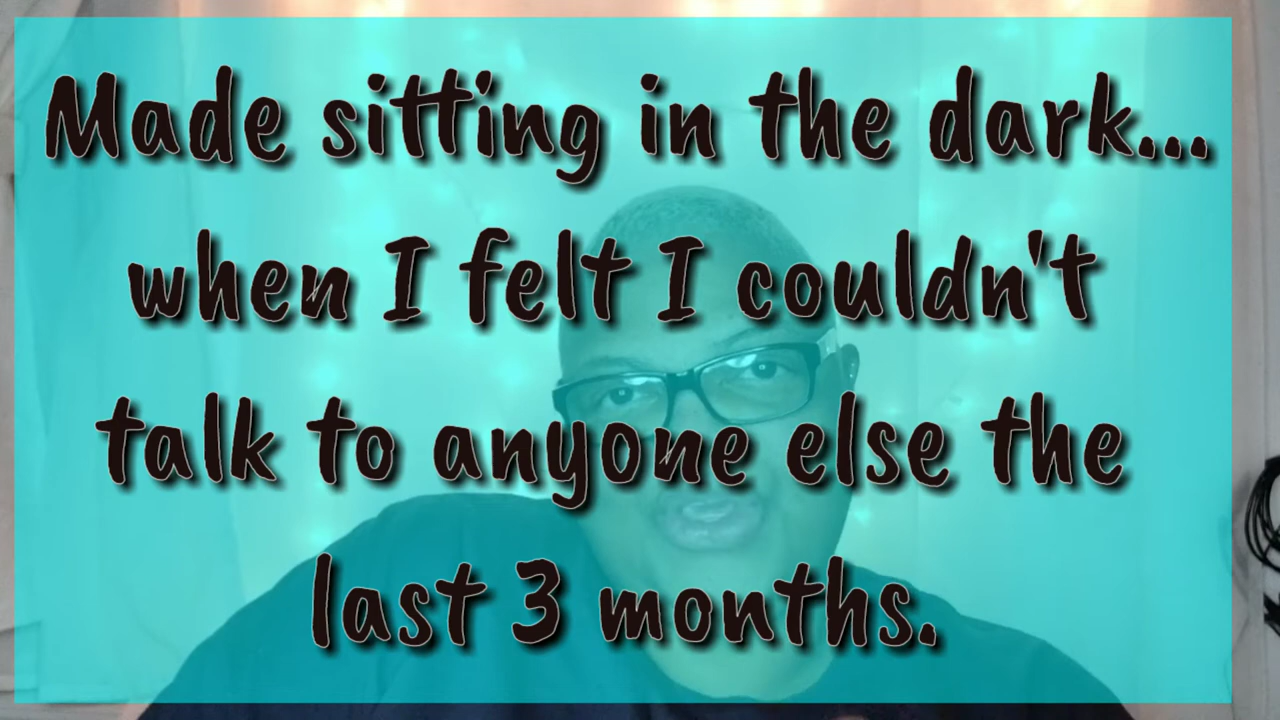 Made sitting in the dark...
when I felt I couldn't
talk to anyone else the
last 3 months.